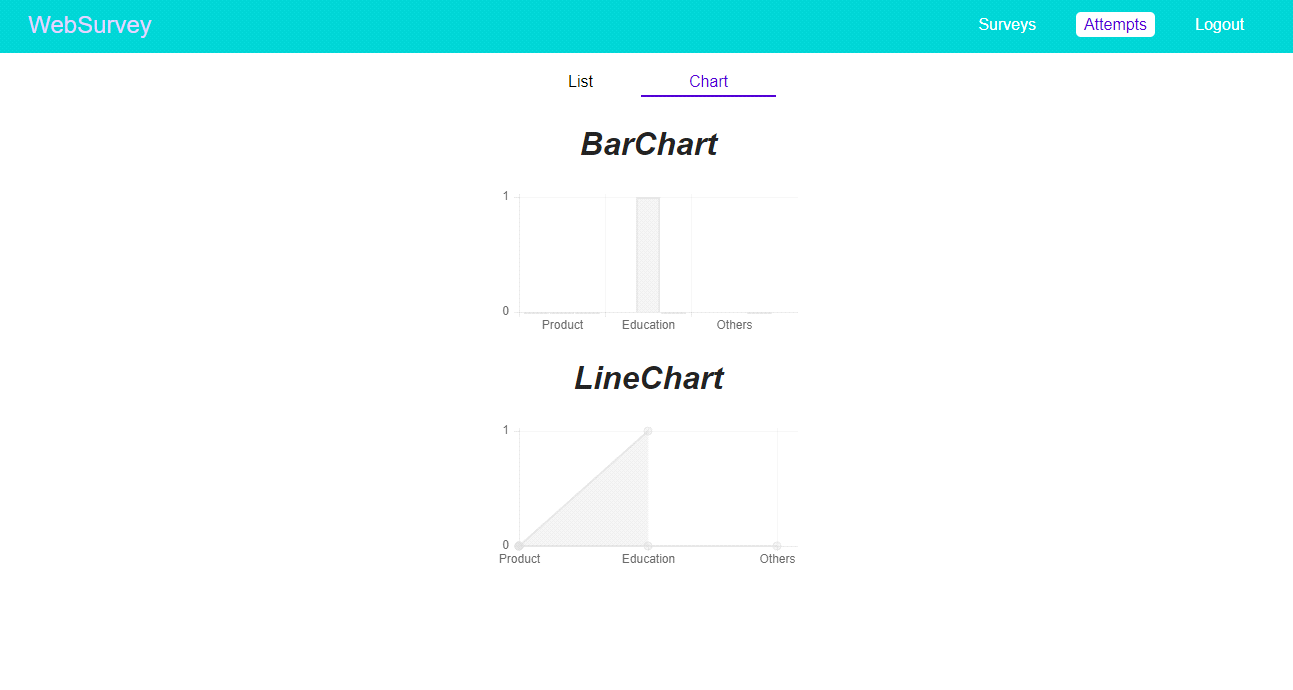 WebSurvey
Surveys Attempts Logout
List Chart
BarChart
1
0
Product Education Others
LineChart
1
0
Product Education Others